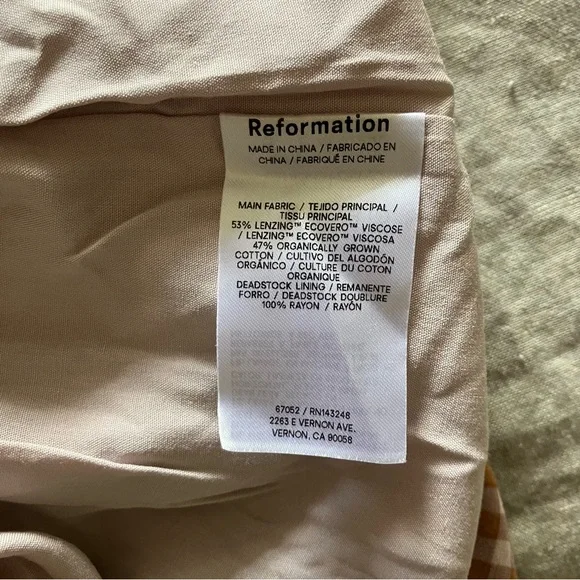 Reformation
MADE IN CHINA / FABRICADO EN
CHINA / FABRIQUÉ EN CHINE
MAIN FABRIC / TEJIDO PRINCIPAL /
TISSU PRINCIPAL
53% LENZING™ ECOVERO™ VISCOSE
/ LENZING™ ECOVERO™ VISCOSA
47% ORGANICALLY GROWN
COTTON / CULTIVO DEL ALGODÓN
ORGÁNICO / CULTURE DU COTON
ORGANIQUE
DEADSTOCK LINING / REMANENTE
FORRO / DEADSTOCK DOUBLURE
100% RAYON / RAYÓN
67052 / RN143248
2263 E VERNON AVE.
VERNON, CA 90058